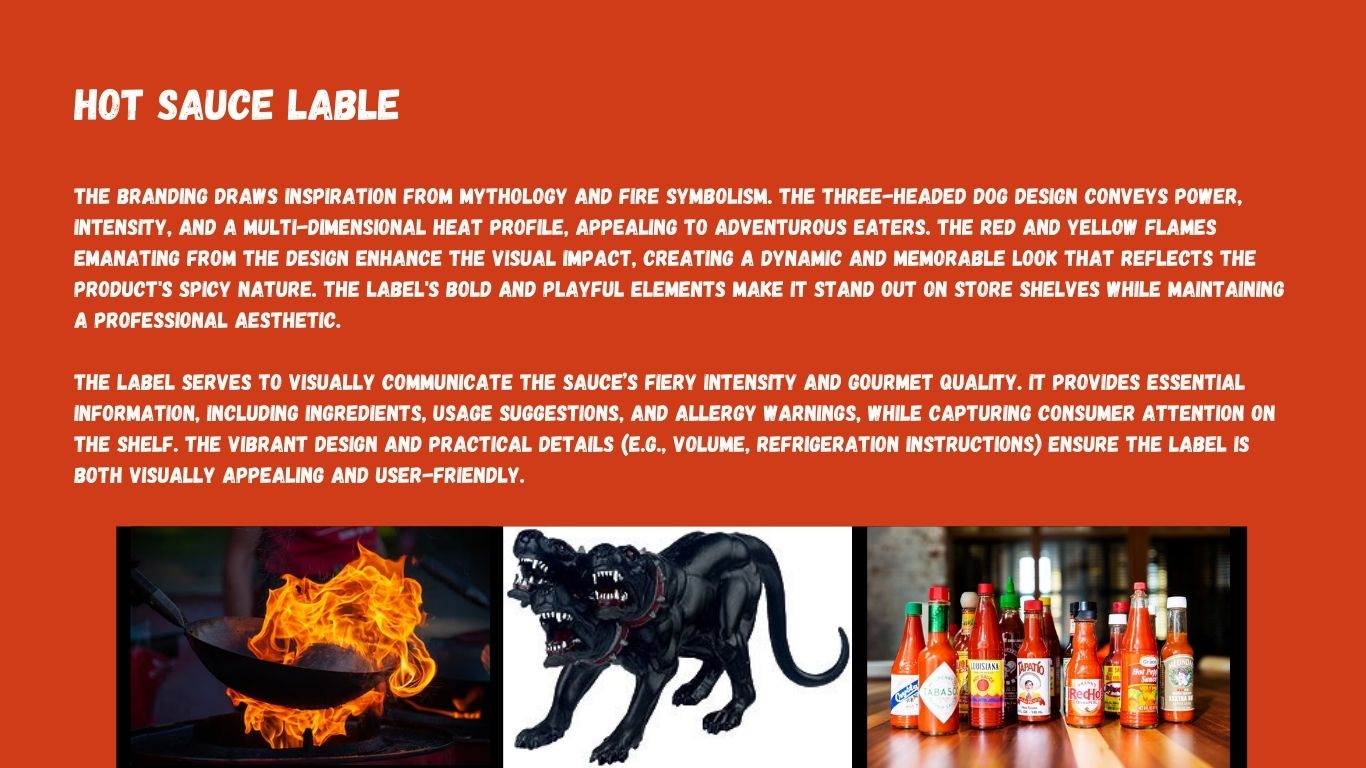 HOT SAUCE LABLE
THE BRANDING DRAWS INSPIRATION FROM MYTHOLOGY AND FIRE SYMBOLISM. THE THREE-HEADED DOG DESIGN CONVEYS POWER,
INTENSITY, AND A MULTI-DIMENSIONAL HEAT PROFILE, APPEALING TO ADVENTUROUS EATERS. THE RED AND YELLOW FLAMES
EMANATING FROM THE DESIGN ENHANCE THE VISUAL IMPACT, CREATING A DYNAMIC AND MEMORABLE LOOK THAT REFLECTS THE
PRODUCT'S SPICY NATURE. THE LABEL'S BOLD AND PLAYFUL ELEMENTS MAKE IT STAND OUT ON STORE SHELVES WHILE MAINTAINING
A PROFESSIONAL AESTHETIC.
THE LABEL SERVES TO VISUALLY COMMUNICATE THE SAUCE’S FIERY INTENSITY AND GOURMET QUALITY. IT PROVIDES ESSENTIAL
INFORMATION, INCLUDING INGREDIENTS, USAGE SUGGESTIONS, AND ALLERGY WARNINGS, WHILE CAPTURING CONSUMER ATTENTION ON
THE SHELF. THE VIBRANT DESIGN AND PRACTICAL DETAILS (E.G., VOLUME, REFRIGERATION INSTRUCTIONS) ENSURE THE LABEL IS
BOTH VISUALLY APPEALING AND USER-FRIENDLY.
TABASC
LOUISIANA
TAPATÍO
RedHot
Hot Pepper
Sauce